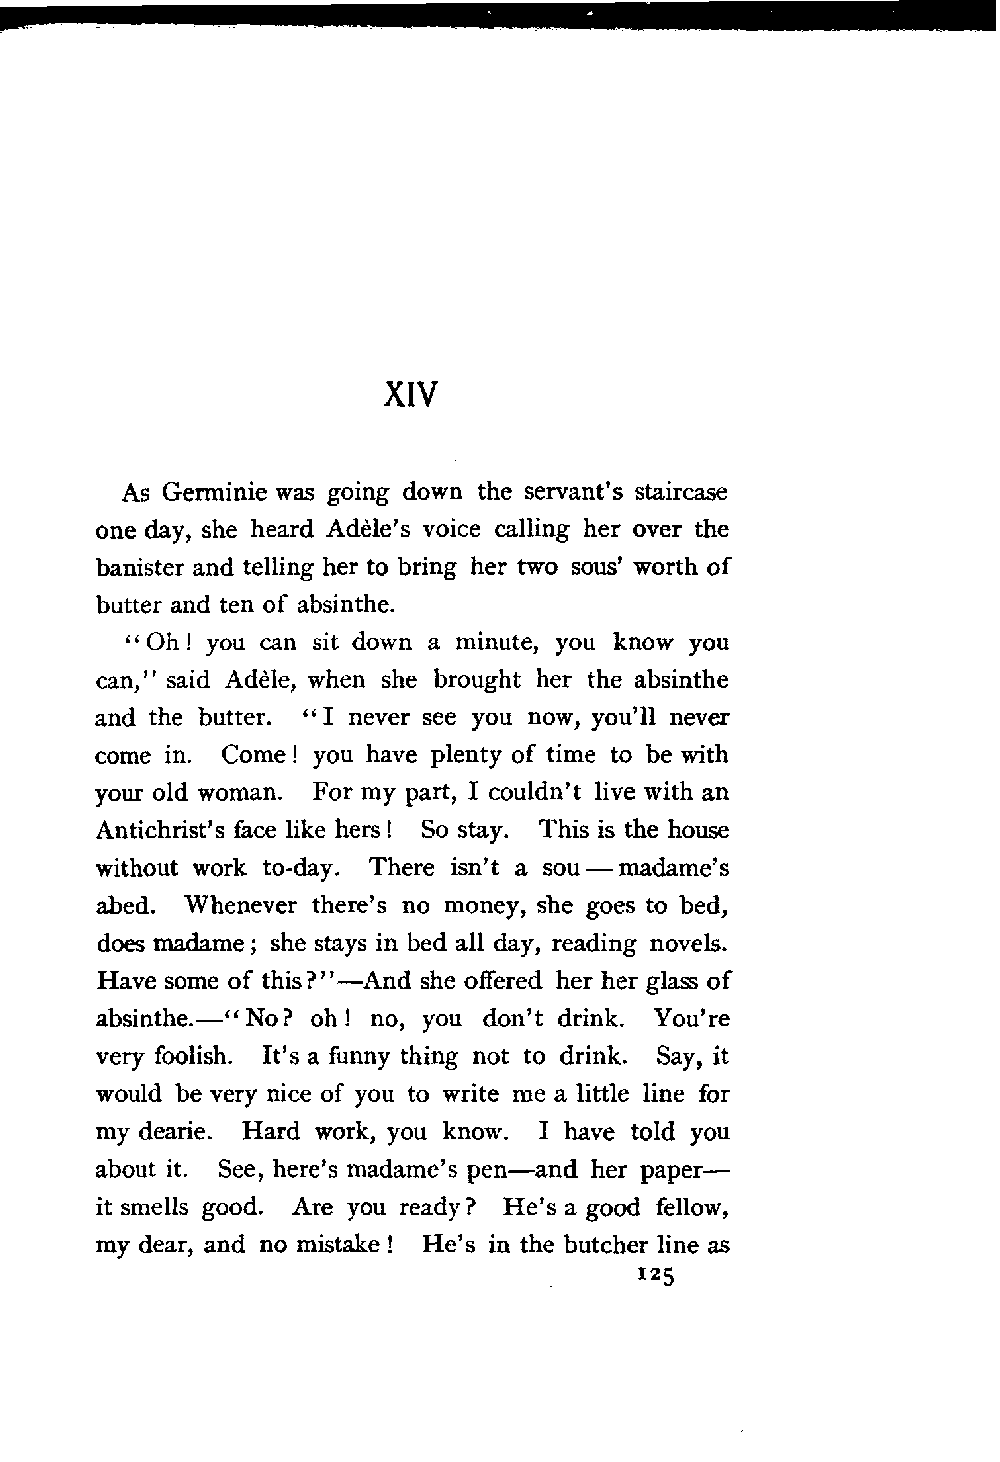 XIV
As Germinie was going down the servant's staircase
one day, she heard Adèle's voice calling her over the
banister and telling her to bring her two sous' worth of
butter and ten of absinthe.
"Oh! you can sit down a minute, you know you
can," said Adèle, when she brought her the absinthe
and the butter. "I never see you now, you'll never
come in. Come! you have plenty of time to be with
your old woman. For my part, I couldn't live with an
Antichrist's face like hers! So stay. This is the house
without work to-day. There isn't a sou—madame's
abed. Whenever there's no money, she goes to bed,
does madame; she stays in bed all day, reading novels.
Have some of this?"—And she offered her her glass of
absinthe.—"No? oh! no, you don't drink. You're
very foolish. It's a funny thing not to drink. Say, it
would be very nice of you to write me a little line for
my dearie. Hard work, you know. I have told you
about it. See, here's madame's pen—and her paper—
it smells good. Are you ready? He's a good fellow,
my dear, and no mistake! He's in the butcher line as
125